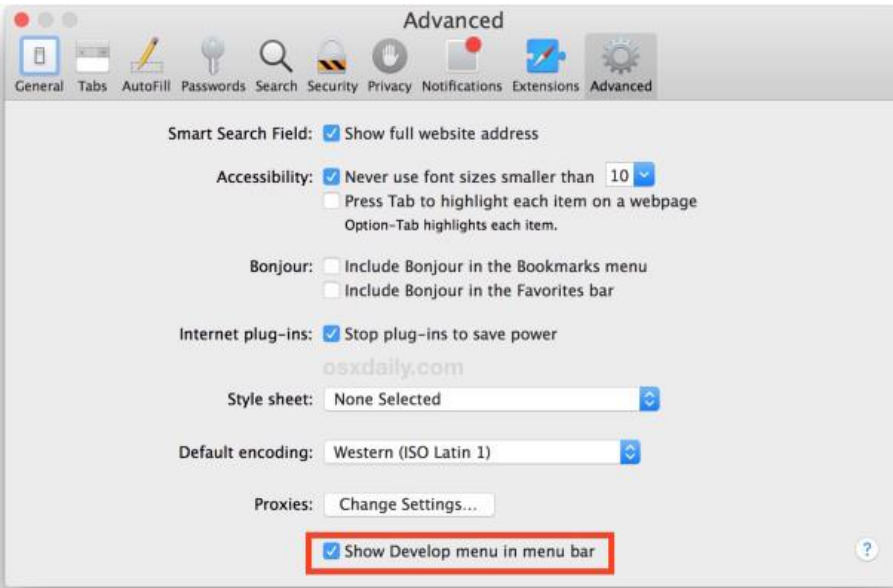 Advanced
General Tabs AutoFill Passwords Search Security Privacy Notifications Extensions Advanced
Smart Search Field: Show full website address
Accessibility: Never use font sizes smaller than 10
Press Tab to highlight each item on a webpage
Option-Tab highlights each item.
Bonjour: Include Bonjour in the Bookmarks menu
Include Bonjour in the Favorites bar
Internet plug-ins: Stop plug-ins to save power
osxdaily.com
Style sheet: None Selected
Default encoding: Western (ISO Latin 1)
Proxies: Change Settings...
Show Develop menu in menu bar
?